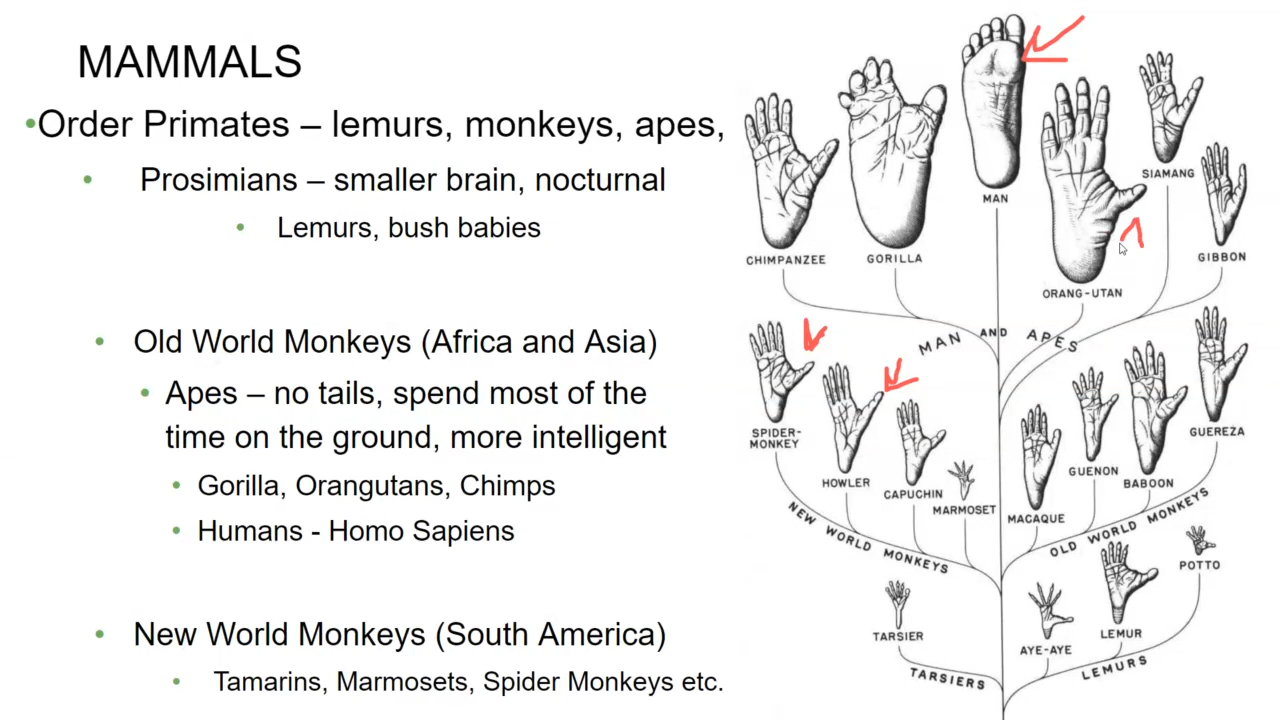 MAMMALS
•Order Primates – lemurs, monkeys, apes,
• Prosimians – smaller brain, nocturnal
• Lemurs, bush babies
• Old World Monkeys (Africa and Asia)
• Apes – no tails, spend most of the
time on the ground, more intelligent
• Gorilla, Orangutans, Chimps
• Humans - Homo Sapiens
• New World Monkeys (South America)
• Tamarins, Marmosets, Spider Monkeys etc.
CHIMPANZEE
GORILLA
MAN
ORANG-UTAN
SIAMANG
GIBBON
MAN AND APES
SPIDER-
MONKEY
HOWLER
CAPUCHIN
MARMOSET
MACAQUE
GUENON
BABOON
GUEREZA
NEW WORLD MONKEYS
OLD WORLD MONKEYS
TARSIER
AYE-AYE
LEMUR
POTTO
TARSIERS
LEMURS